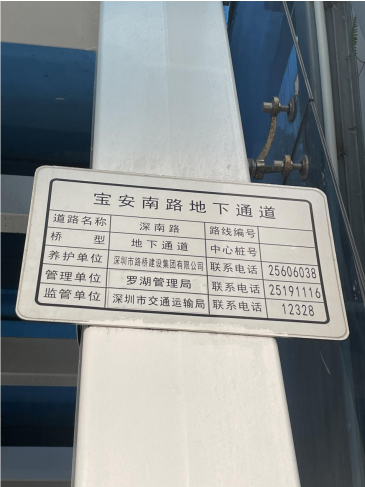 宝安南路地下通道
道路名称 深南路 路线编号
桥型 地下通道 中心桩号
养护单位 深圳市路桥建设集团有限公司 联系电话 25606038
管理单位 罗湖管理局 联系电话 25191116
监管单位 深圳市交通运输局 联系电话 12328